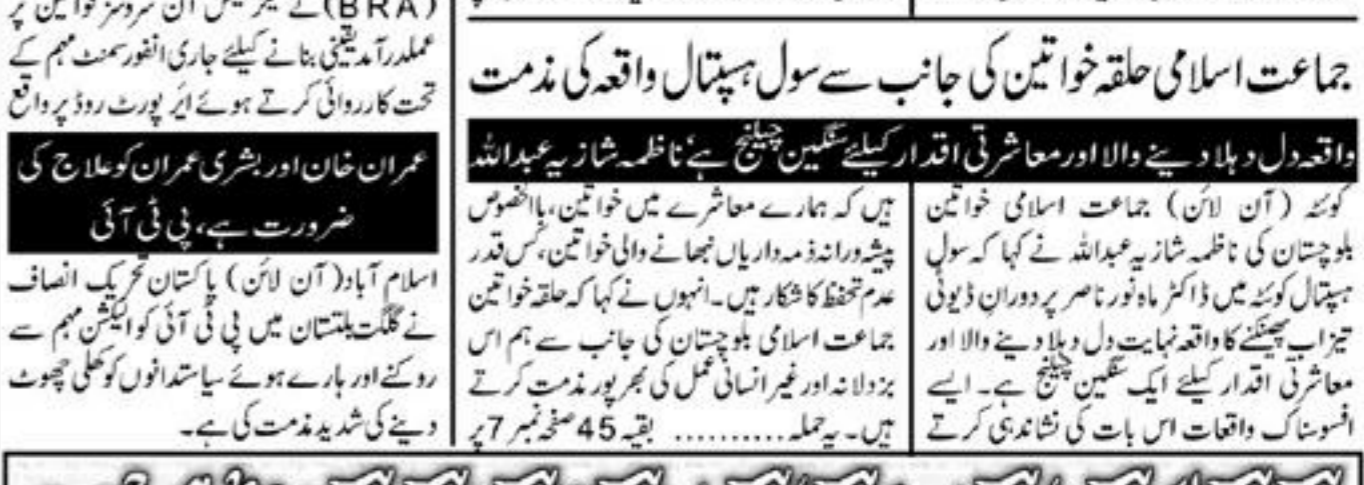 جماعت اسلامی حلقہ خواتین کی جانب سے سول ہسپتال واقعہ کی مذمت
واقعہ دل دہلا دینے والا اور معاشرتی اقدار کیلئے سنگین چیلنج ہے، ناظمہ شازیہ عبداللہ
کوئٹہ (آن لائن) جماعت اسلامی خواتین
بلوچستان کی ناظمہ شازیہ عبداللہ نے کہا کہ سول
ہسپتال کوئٹہ میں ڈاکٹر ماہ نور ناصر پر دوران ڈیوٹی
تیزاب پھینکنے کا واقعہ نہایت دل دہلا دینے والا اور
معاشرتی اقدار کیلئے ایک سنگین چیلنج ہے۔ ایسے
افسوسناک واقعات اس بات کی نشاندہی کرتے
ہیں کہ ہمارے معاشرے میں خواتین، بالخصوص
پیشہ ورانہ ذمہ داریاں نبھانے والی خواتین، کس قدر
عدم تحفظ کا شکار ہیں۔ انہوں نے کہا کہ حلقہ خواتین
جماعت اسلامی بلوچستان کی جانب سے ہم اس
بزدلانہ اور غیر انسانی عمل کی بھرپور مذمت کرتے
ہیں۔ یہ حملہ.......... بقیہ 45 صفحہ نمبر 7 پر
(BRA) نے سروسز قوانین پر
عملدرآمد یقینی بنانے کیلئے جاری انفورسمنٹ مہم کے
تحت کارروائی کرتے ہوئے ایئر پورٹ روڈ پر واقع
عمران خان اور بشریٰ عمران کو علاج کی
ضرورت ہے، پی ٹی آئی
اسلام آباد (آن لائن) پاکستان تحریک انصاف
نے گلگت بلتستان میں پی ٹی آئی کو الیکشن مہم سے
روکنے اور ہارے ہوئے سیاستدانوں کو کھلی چھوٹ
دینے کی شدید مذمت کی ہے۔